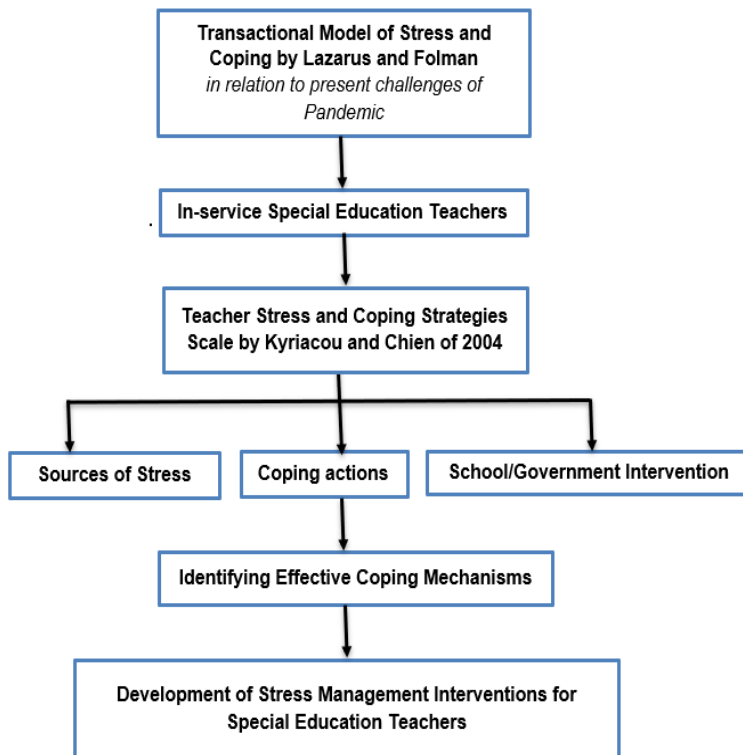 Transactional Model of Stress and
Coping by Lazarus and Folman
in relation to present challenges of
Pandemic
In-service Special Education Teachers
.
Teacher Stress and Coping Strategies
Scale by Kyriacou and Chien of 2004
Sources of Stress
Coping actions
School/Government Intervention
Identifying Effective Coping Mechanisms
Development of Stress Management Interventions for
Special Education Teachers